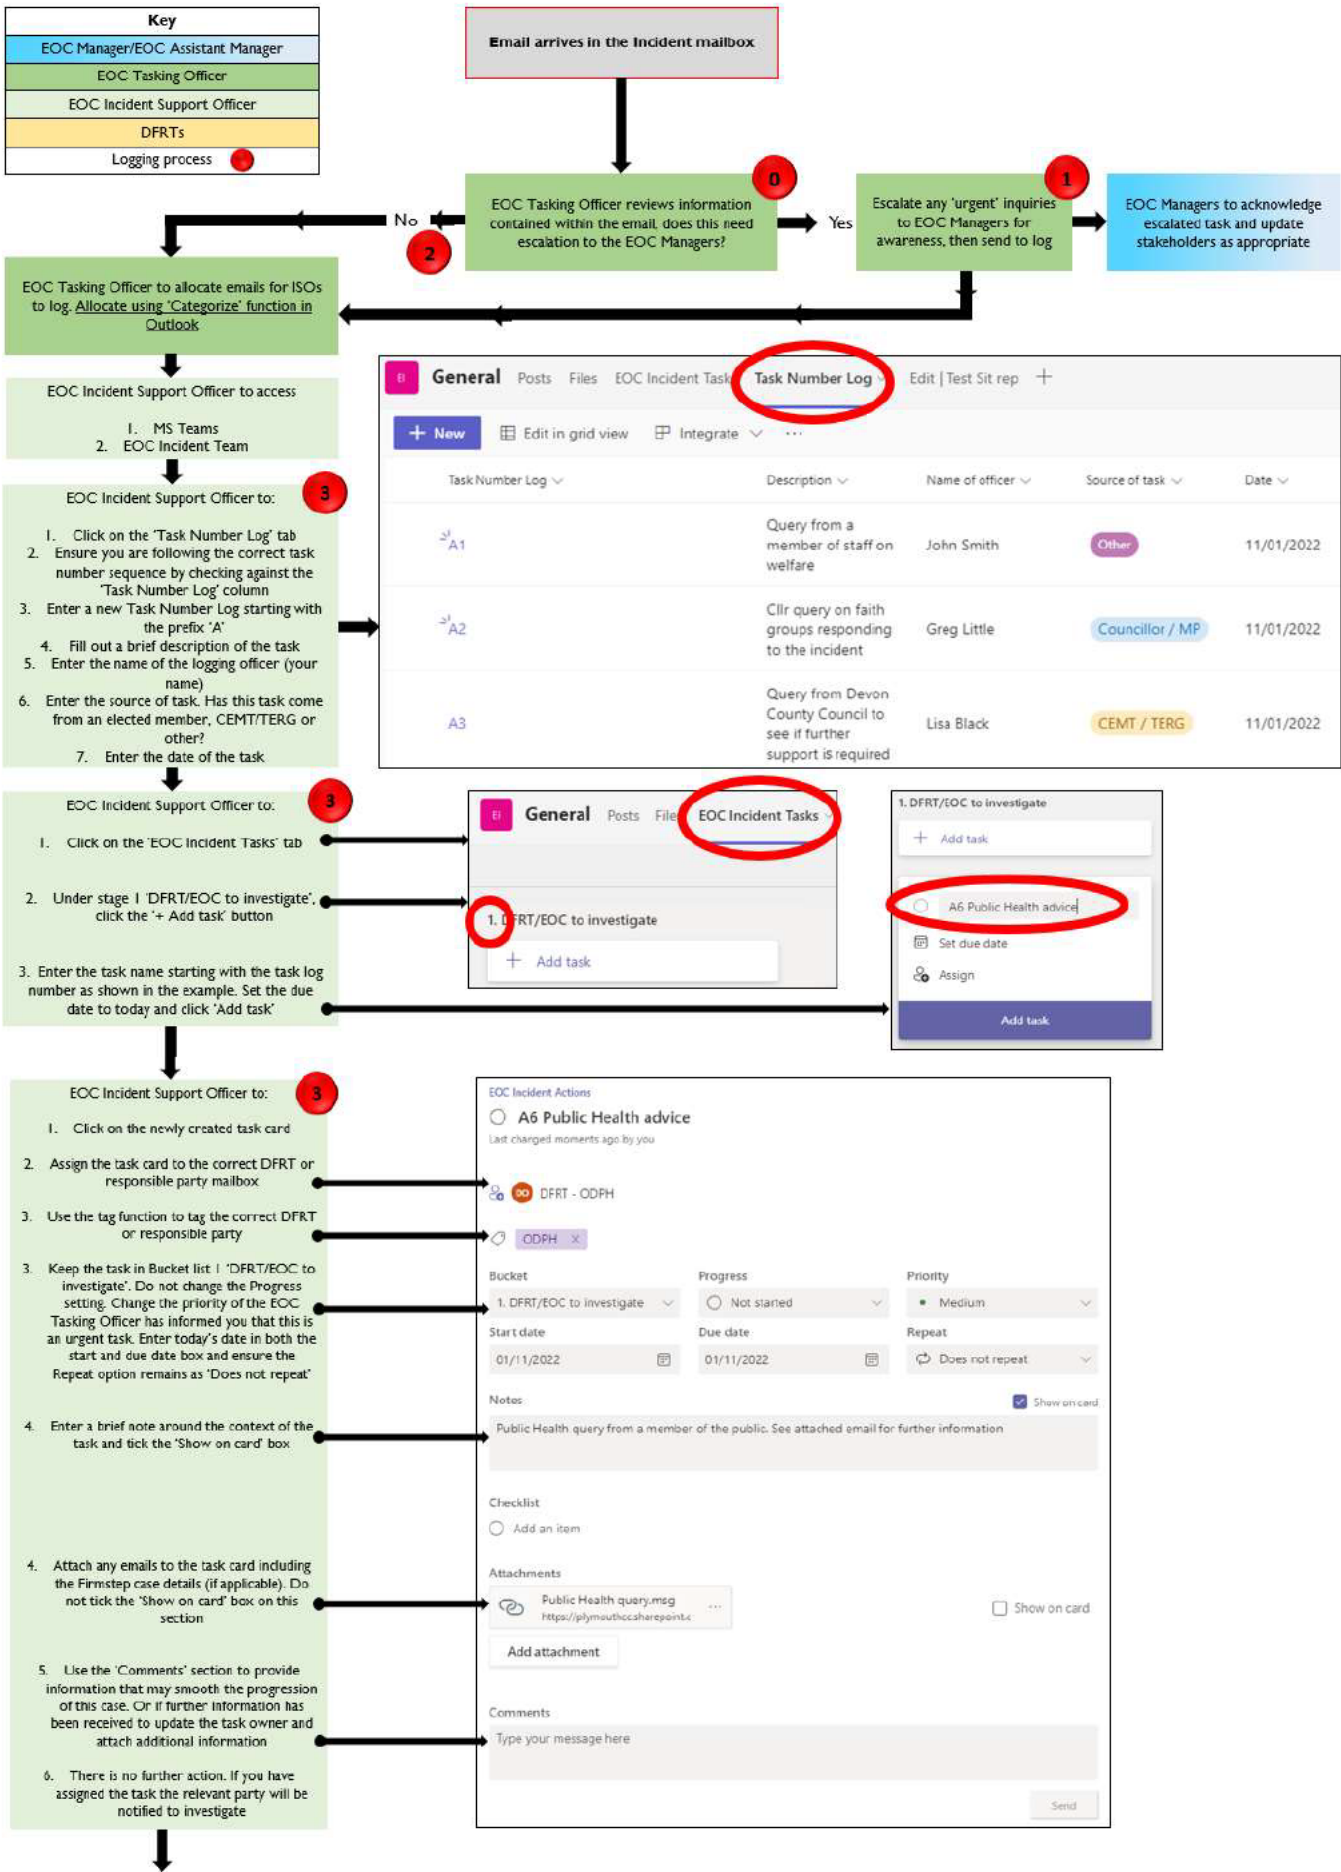 Key
EOC Manager/EOC Assistant Manager
EOC Tasking Officer
EOC Incident Support Officer
DFRTs
Logging process
Email arrives in the Incident mailbox
0
EOC Tasking Officer reviews information
contained within the email, does this need
escalation to the EOC Managers?
No
2
Yes
1
Escalate any 'urgent' inquiries
to EOC Managers for
awareness, then send to log
EOC Managers to acknowledge
escalated task and update
stakeholders as appropriate
EOC Tasking Officer to allocate emails for ISOs
to log. Allocate using 'Categorize' function in
Outlook
EOC Incident Support Officer to access
1. MS Teams
2. EOC Incident Team
EOC Incident Support Officer to:
3
1. Click on the 'Task Number Log' tab
2. Ensure you are following the correct task
number sequence by checking against the
'Task Number Log' column
3. Enter a new Task Number Log starting with
the prefix 'A'
4. Fill out a brief description of the task
5. Enter the name of the logging officer (your
name)
6. Enter the source of task. Has this task come
from an elected member, CEMT/TERG or
other?
7. Enter the date of the task
EI
General Posts Files EOC Incident Task Task Number Log Edit | Test Sit rep +
+ New Edit in grid view Integrate ...
Task Number Log Description Name of officer Source of task Date
A1
Query from a
member of staff on
welfare
John Smith
Other
11/01/2022
A2
Cllr query on faith
groups responding
to the incident
Greg Little
Councillor / MP
11/01/2022
A3
Query from Devon
County Council to
see if further
support is required
Lisa Black
CEMT / TERG
11/01/2022
EOC Incident Support Officer to:
3
1. Click on the 'EOC Incident Tasks' tab
2. Under stage 1 'DFRT/EOC to investigate',
click the '+ Add task' button
3. Enter the task name starting with the task log
number as shown in the example. Set the due
date to today and click 'Add task'
EI
General Posts File EOC Incident Tasks
1. DFRT/EOC to investigate
+ Add task
1. DFRT/EOC to investigate
+ Add task
A6 Public Health advice
Set due date
Assign
Add task
EOC Incident Support Officer to:
3
1. Click on the newly created task card
2. Assign the task card to the correct DFRT or
responsible party mailbox
3. Use the tag function to tag the correct DFRT
or responsible party
3. Keep the task in Bucket list 1 'DFRT/EOC to
investigate'. Do not change the Progress
setting. Change the priority of the EOC
Tasking Officer has informed you that this is
an urgent task. Enter today's date in both the
start and due date box and ensure the
Repeat option remains as 'Does not repeat'
4. Enter a brief note around the context of the
task and tick the 'Show on card' box
4. Attach any emails to the task card including
the Firmstep case details (if applicable). Do
not tick the 'Show on card' box on this
section
5. Use the 'Comments' section to provide
information that may smooth the progression
of this case. Or if further information has
been received to update the task owner and
attach additional information
6. There is no further action. If you have
assigned the task the relevant party will be
notified to investigate
EOC Incident Actions
A6 Public Health advice
Last changed moments ago by you
DO DFRT - ODPH
ODPH X
Bucket Progress Priority
1. DFRT/EOC to investigate Not started Medium
Start date Due date Repeat
01/11/2022 01/11/2022 Does not repeat
Notes Show on card
Public Health query from a member of the public. See attached email for further information
Checklist
Add an item
Attachments
Public Health query.msg ...
https://plymouthcc.sharepoint.c
Show on card
Add attachment
Comments
Type your message here
Send